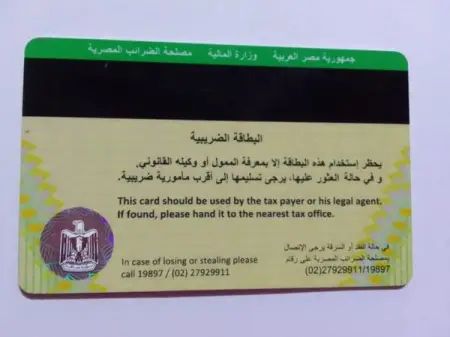 جمهورية مصر العربية وزارة المالية مصلحة الضرائب المصرية
البطاقة الضريبية
يحظر إستخدام هذه البطاقة إلا بمعرفة الممول أو وكيله القانوني.
و في حالة العثور عليها، يرجى تسليمها إلى أقرب مأمورية ضريبية.
This card should be used by the tax payer or his legal agent.
If found, please hand it to the nearest tax office.
في حالة الفقد أو السرقة يرجى الإتصال
بمصلحة الضرائب المصرية على رقام
(02)27929911/19897
In case of losing or stealing please
call 19897 / (02) 27929911